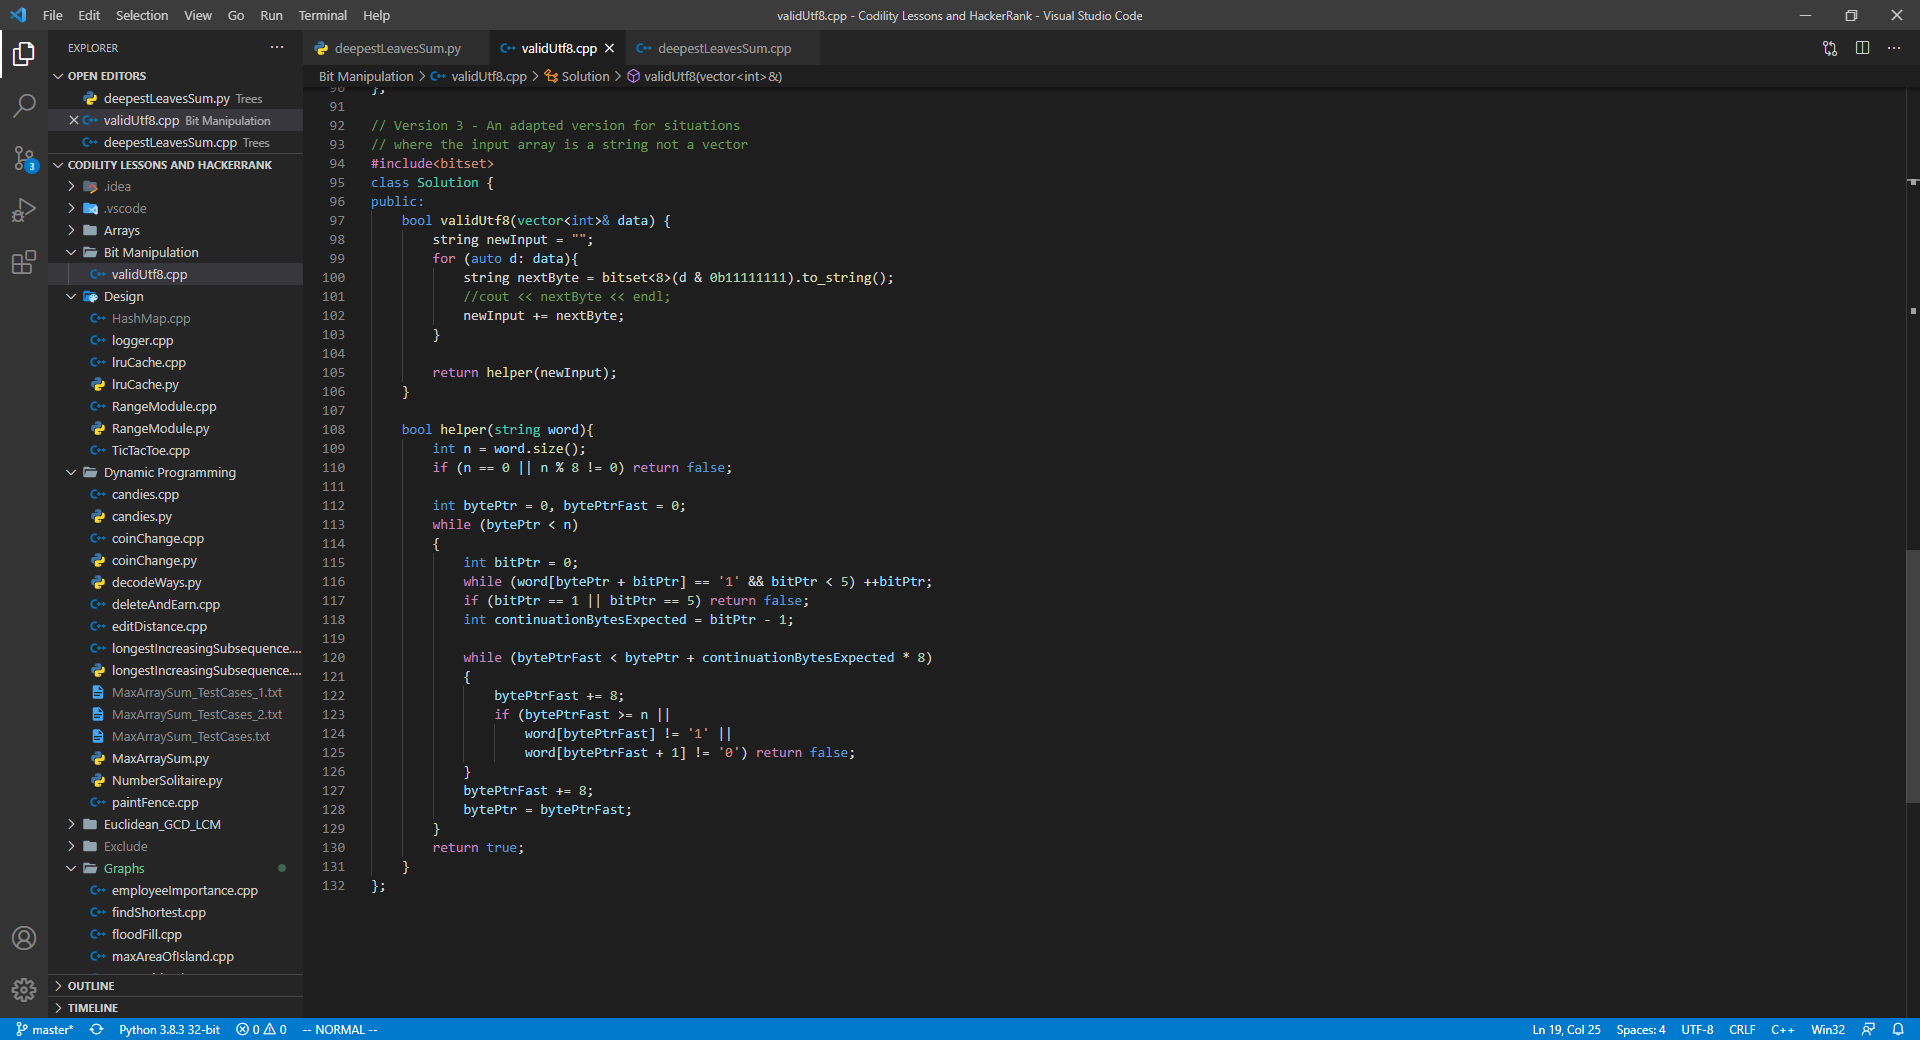 File Edit Selection View Go Run Terminal Help
validUtf8.cpp - Codility Lessons and HackerRank - Visual Studio Code
EXPLORER
OPEN EDITORS
deepestLeavesSum.py Trees
validUtf8.cpp Bit Manipulation
deepestLeavesSum.cpp Trees
CODILITY LESSONS AND HACKERRANK
.idea
.vscode
Arrays
Bit Manipulation
validUtf8.cpp
Design
HashMap.cpp
logger.cpp
lruCache.cpp
lruCache.py
RangeModule.cpp
RangeModule.py
TicTacToe.cpp
Dynamic Programming
candies.cpp
candies.py
coinChange.cpp
coinChange.py
decodeWays.py
deleteAndEarn.cpp
editDistance.cpp
longestIncreasingSubsequence....
longestIncreasingSubsequence....
MaxArraySum_TestCases_1.txt
MaxArraySum_TestCases_2.txt
MaxArraySum_TestCases.txt
MaxArraySum.py
NumberSolitaire.py
paintFence.cpp
Euclidean_GCD_LCM
Exclude
Graphs
employeeImportance.cpp
findShortest.cpp
floodFill.cpp
maxAreaOfIsland.cpp
OUTLINE
TIMELINE
3
deepestLeavesSum.py validUtf8.cpp deepestLeavesSum.cpp
Bit Manipulation > validUtf8.cpp > Solution > validUtf8(vector<int>&)
90 };
91
92 // Version 3 - An adapted version for situations
93 // where the input array is a string not a vector
94 #include<bitset>
95 class Solution {
96 public:
97     bool validUtf8(vector<int>& data) {
98         string newInput = "";
99         for (auto d: data){
100             string nextByte = bitset<8>(d & 0b11111111).to_string();
101             //cout << nextByte << endl;
102             newInput += nextByte;
103         }
104
105         return helper(newInput);
106     }
107
108     bool helper(string word){
109         int n = word.size();
110         if (n == 0 || n % 8 != 0) return false;
111
112         int bytePtr = 0, bytePtrFast = 0;
113         while (bytePtr < n)
114         {
115             int bitPtr = 0;
116             while (word[bytePtr + bitPtr] == '1' && bitPtr < 5) ++bitPtr;
117             if (bitPtr == 1 || bitPtr == 5) return false;
118             int continuationBytesExpected = bitPtr - 1;
119
120             while (bytePtrFast < bytePtr + continuationBytesExpected * 8)
121             {
122                 bytePtrFast += 8;
123                 if (bytePtrFast >= n ||
124                     word[bytePtrFast] != '1' ||
125                     word[bytePtrFast + 1] != '0') return false;
126             }
127             bytePtrFast += 8;
128             bytePtr = bytePtrFast;
129         }
130         return true;
131     }
132 };
master* Python 3.8.3 32-bit 0 0 -- NORMAL --
Ln 19, Col 25 Spaces: 4 UTF-8 CRLF C++ Win32